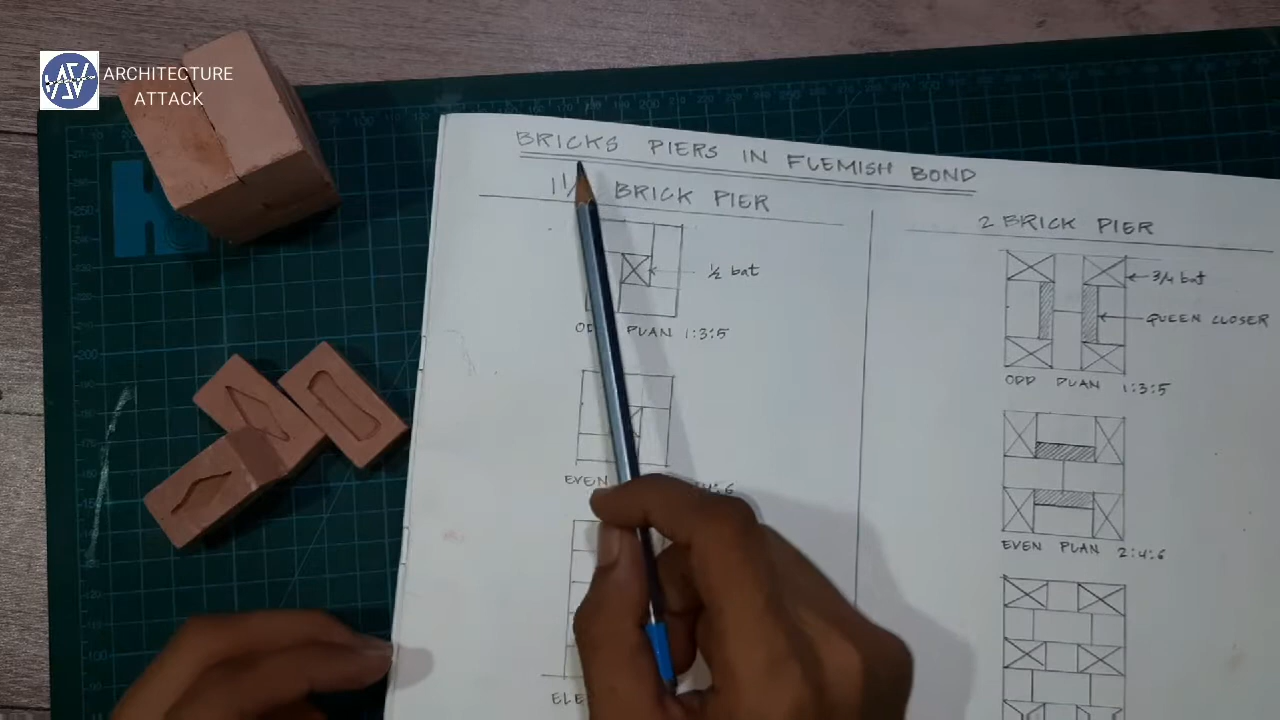 ARCHITECTURE
ATTACK
BRICKS PIERS IN FLEMISH BOND
BRICK PIER
½ bat
PLAN 1:3:5
EVEN
2 BRICK PIER
3/4 bat
QUEEN CLOSER
ODD PLAN 1:3:5
EVEN PLAN 2:4:6